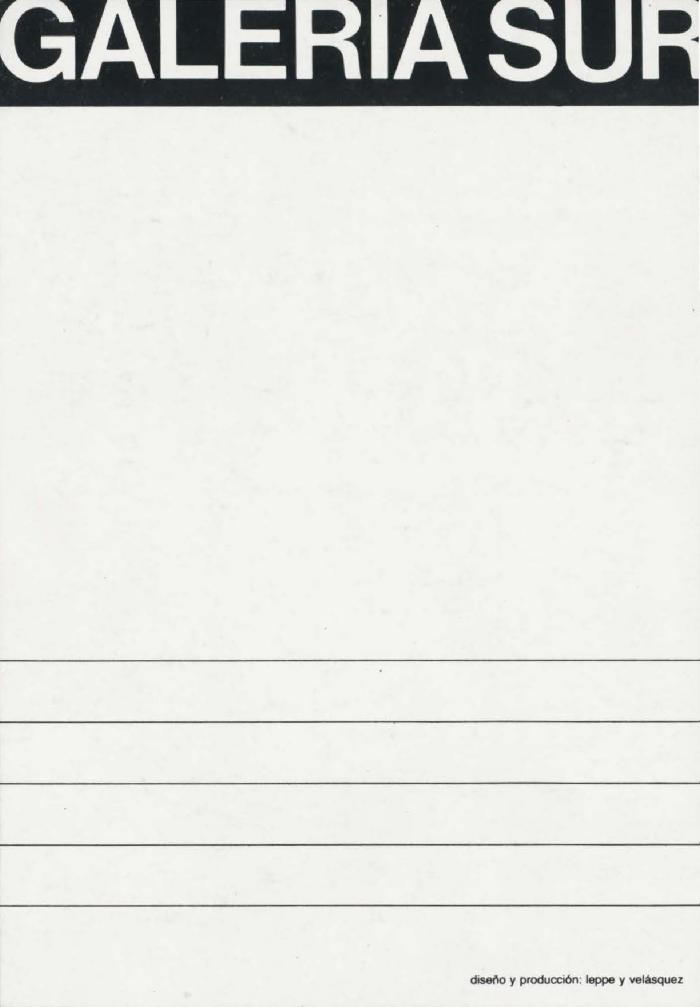 GALERIA SUR
diseño y producción: leppe y velásquez